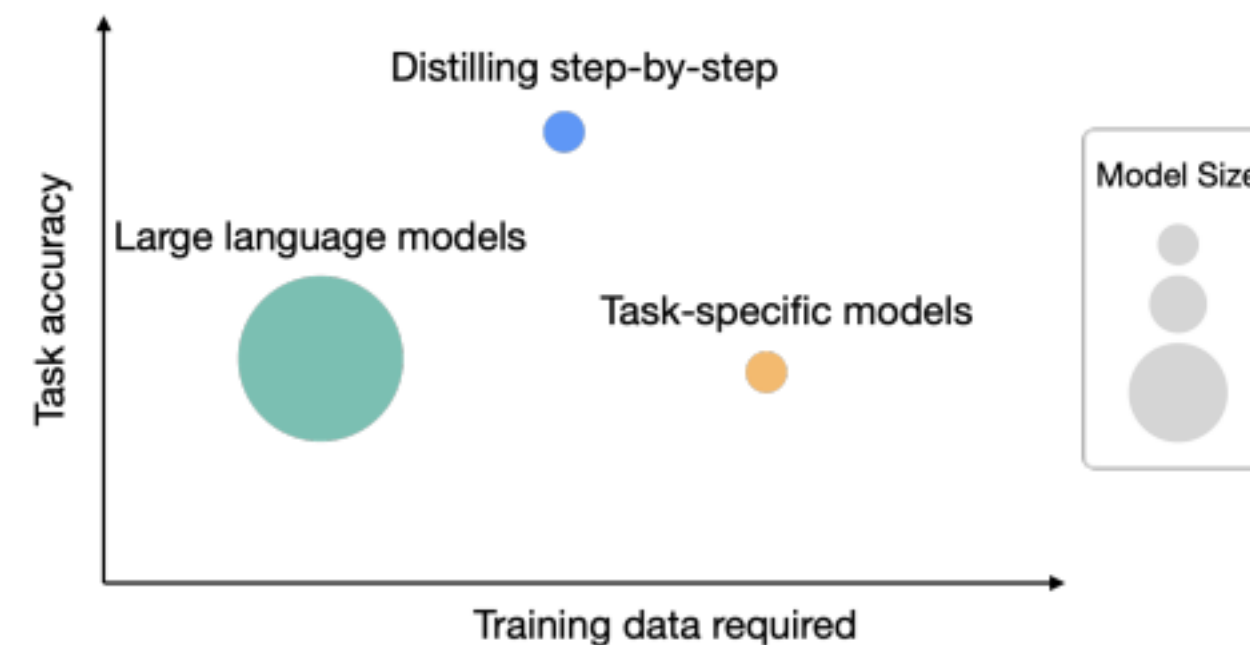 Distilling step-by-step
Large language models
Task-specific models
Task accuracy
Training data required
Model Size